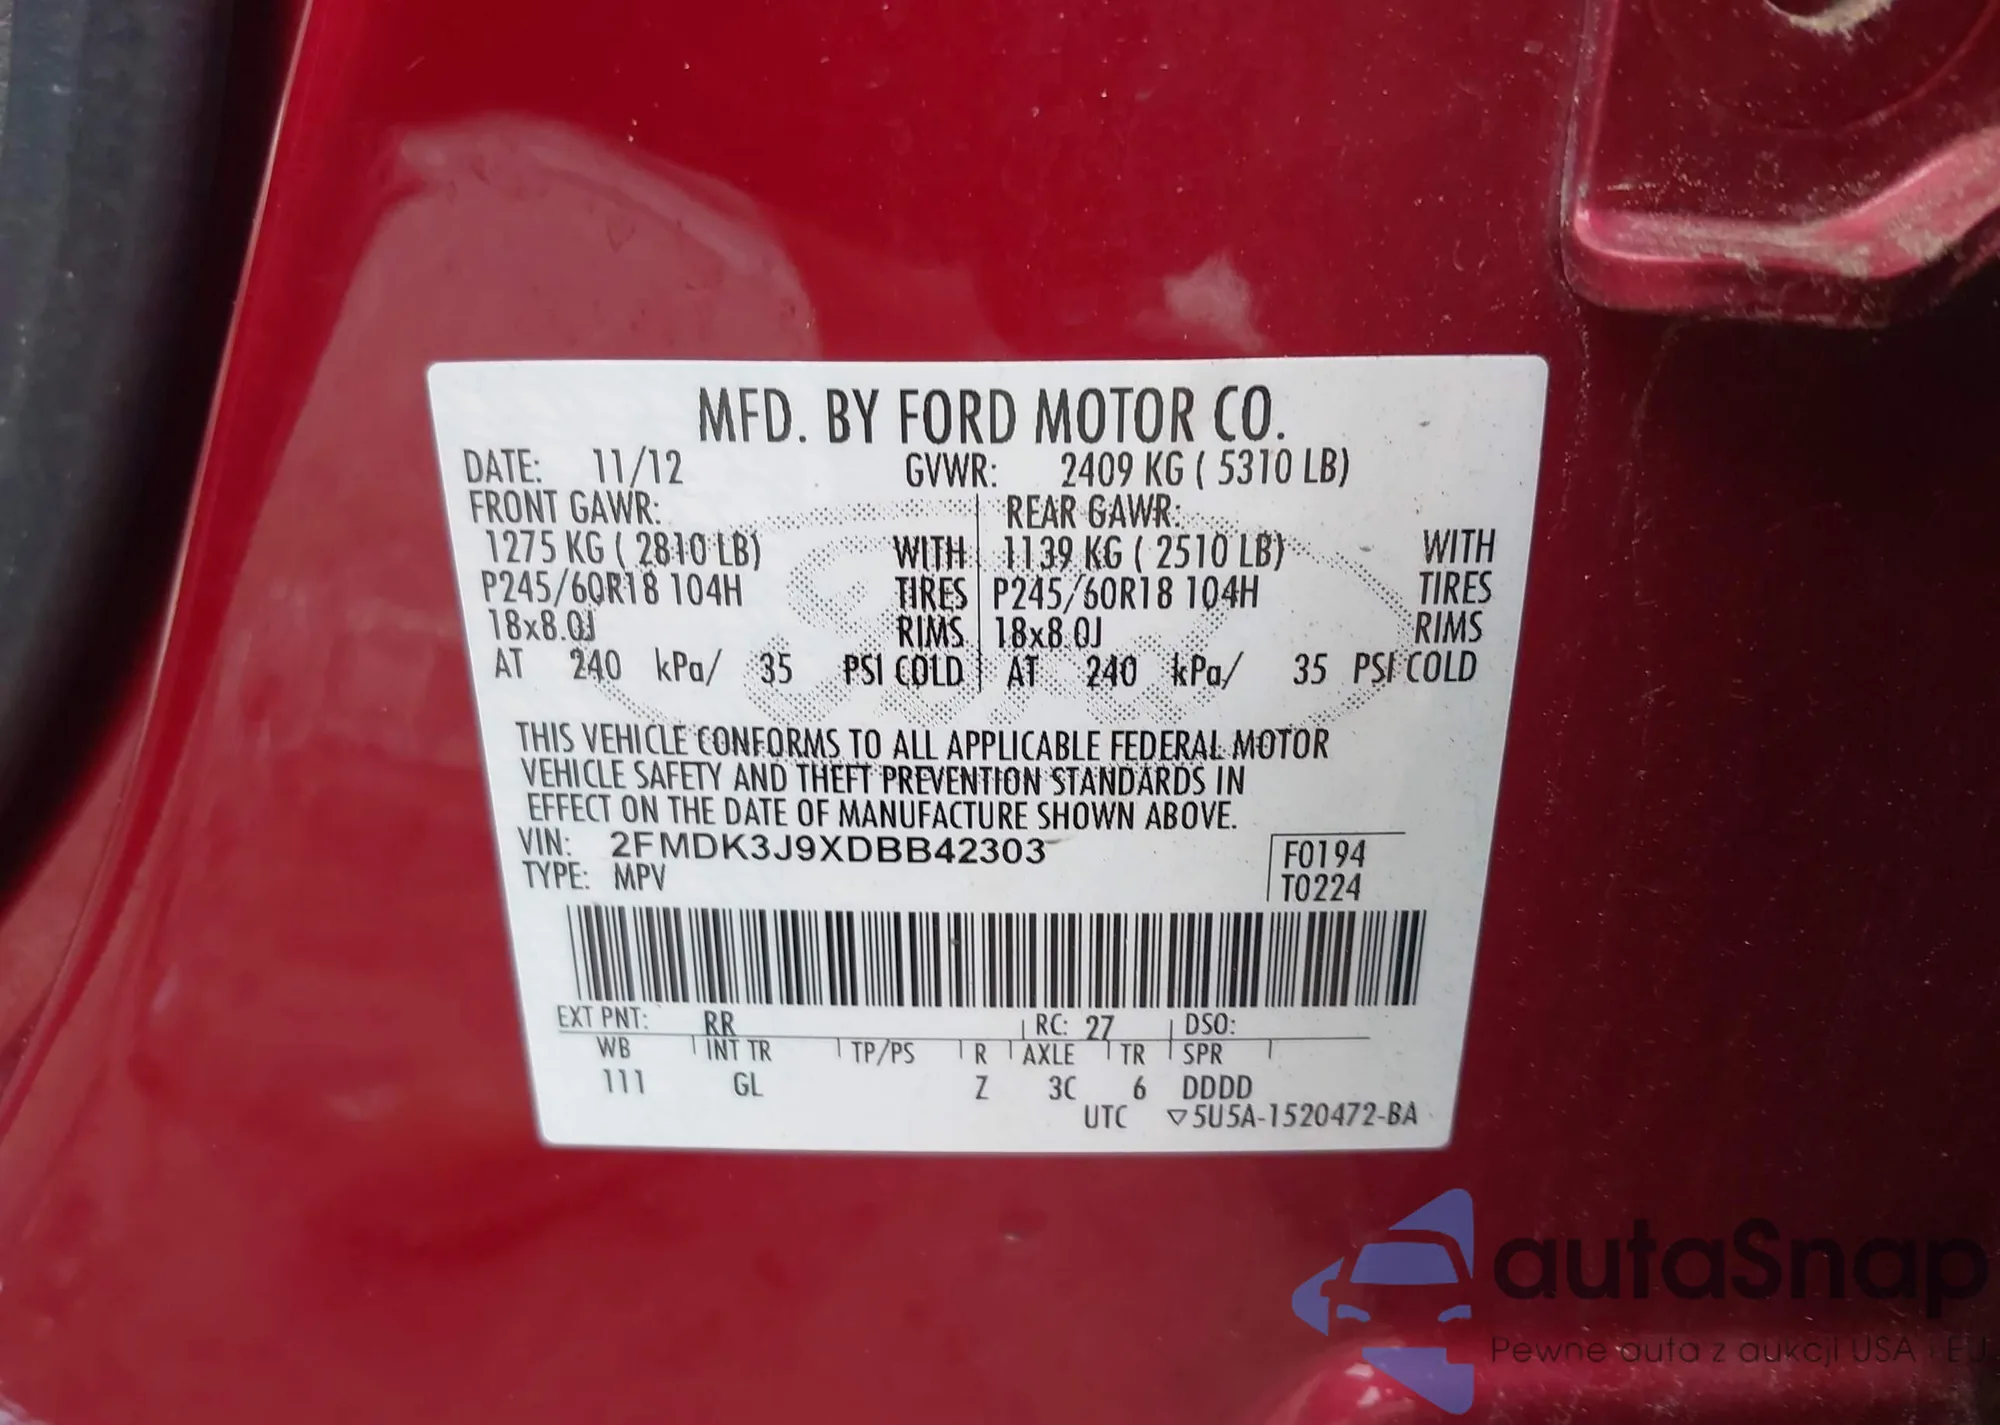 MFD. BY FORD MOTOR CO.
DATE: 11/12 GVWR: 2409 KG ( 5310 LB)
FRONT GAWR: REAR GAWR:
1275 KG ( 2810 LB) WITH 1139 KG ( 2510 LB) WITH
P245/60R18 104H TIRES P245/60R18 104H TIRES
18x8.0J RIMS 18x8.0J RIMS
AT 240 kPa/ 35 PSI COLD AT 240 kPa/ 35 PSI COLD
THIS VEHICLE CONFORMS TO ALL APPLICABLE FEDERAL MOTOR
VEHICLE SAFETY AND THEFT PREVENTION STANDARDS IN
EFFECT ON THE DATE OF MANUFACTURE SHOWN ABOVE.
VIN: 2FMDK3J9XDBB42303 F0194
TYPE: MPV T0224
EXT PNT: RR RC: 27 DSO:
WB INT TR TP/PS R AXLE TR SPR
111 GL Z 3C 6 DDDD
UTC ▽5U5A-1520472-BA
autaSnap
Pewne auta z aukcji USA i EU